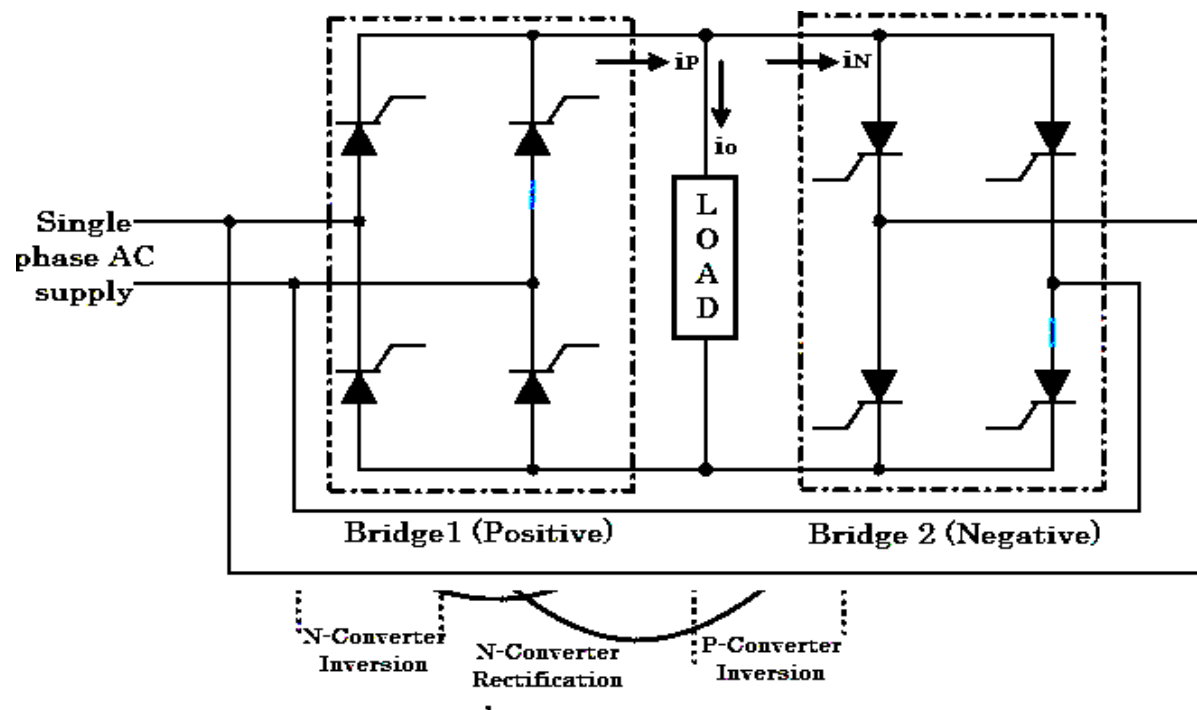 iP
iN
io
Single
phase AC
supply
L
O
A
D
Bridge1 (Positive)
Bridge 2 (Negative)
N-Converter
Inversion
N-Converter
Rectification
P-Converter
Inversion